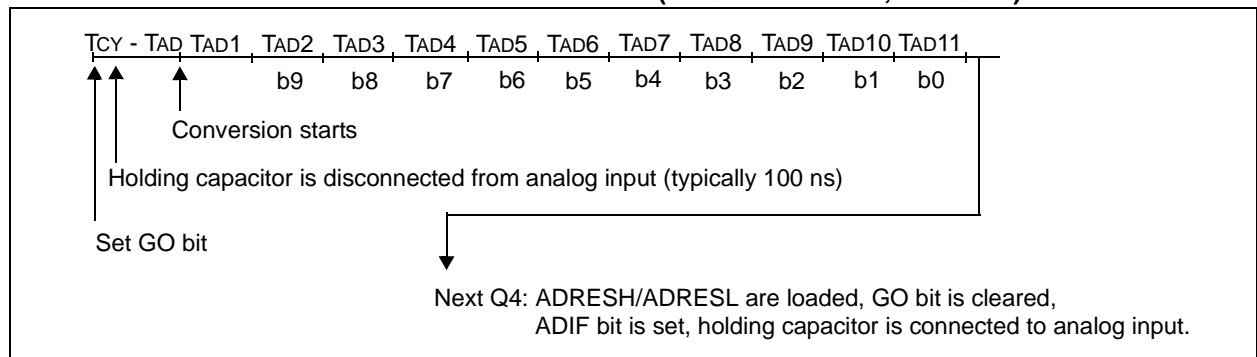 TCY - TAD TAD1 TAD2 TAD3 TAD4 TAD5 TAD6 TAD7 TAD8 TAD9 TAD10 TAD11
b9 b8 b7 b6 b5 b4 b3 b2 b1 b0
Conversion starts
Holding capacitor is disconnected from analog input (typically 100 ns)
Set GO bit
Next Q4: ADRESH/ADRESL are loaded, GO bit is cleared,
ADIF bit is set, holding capacitor is connected to analog input.